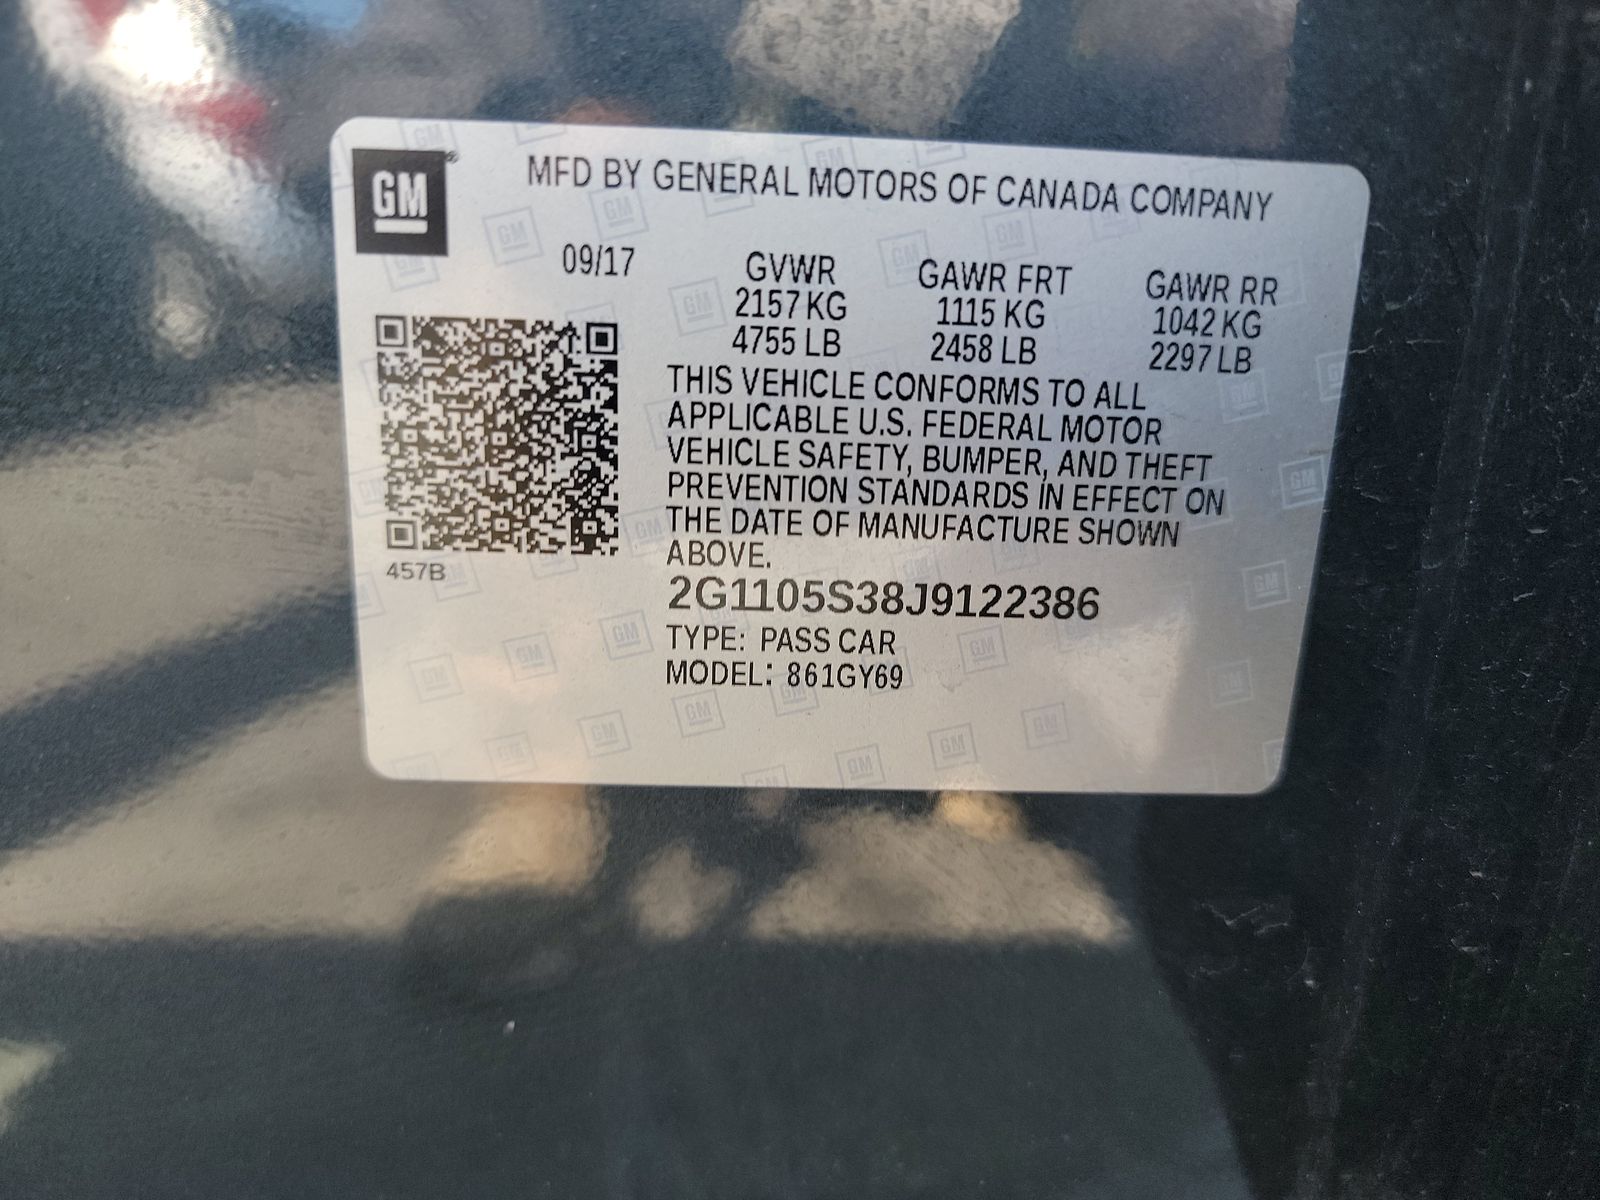 GM
MFD BY GENERAL MOTORS OF CANADA COMPANY
09/17
GVWR GAWR FRT GAWR RR
2157 KG 1115 KG 1042 KG
4755 LB 2458 LB 2297 LB
THIS VEHICLE CONFORMS TO ALL
APPLICABLE U.S. FEDERAL MOTOR
VEHICLE SAFETY, BUMPER, AND THEFT
PREVENTION STANDARDS IN EFFECT ON
THE DATE OF MANUFACTURE SHOWN
ABOVE.
457B
2G1105S38J9122386
TYPE: PASS CAR
MODEL: 861GY69